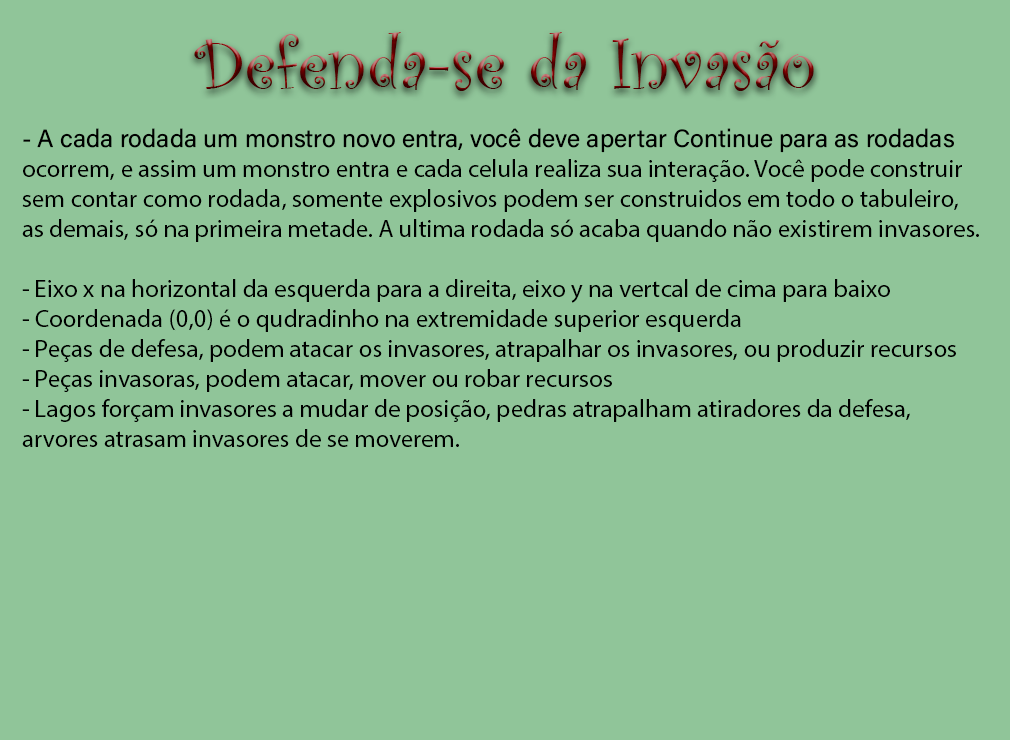 Defenda-se da Invasão
- A cada rodada um monstro novo entra, você deve apertar Continue para as rodadas
ocorrem, e assim um monstro entra e cada celula realiza sua interação. Você pode construir
sem contar como rodada, somente explosivos podem ser construidos em todo o tabuleiro,
as demais, só na primeira metade. A ultima rodada só acaba quando não existirem invasores.
- Eixo x na horizontal da esquerda para a direita, eixo y na vertcal de cima para baixo
- Coordenada (0,0) é o qudradinho na extremidade superior esquerda
- Peças de defesa, podem atacar os invasores, atrapalhar os invasores, ou produzir recursos
- Peças invasoras, podem atacar, mover ou robar recursos
- Lagos forçam invasores a mudar de posição, pedras atrapalham atiradores da defesa,
arvores atrasam invasores de se moverem.